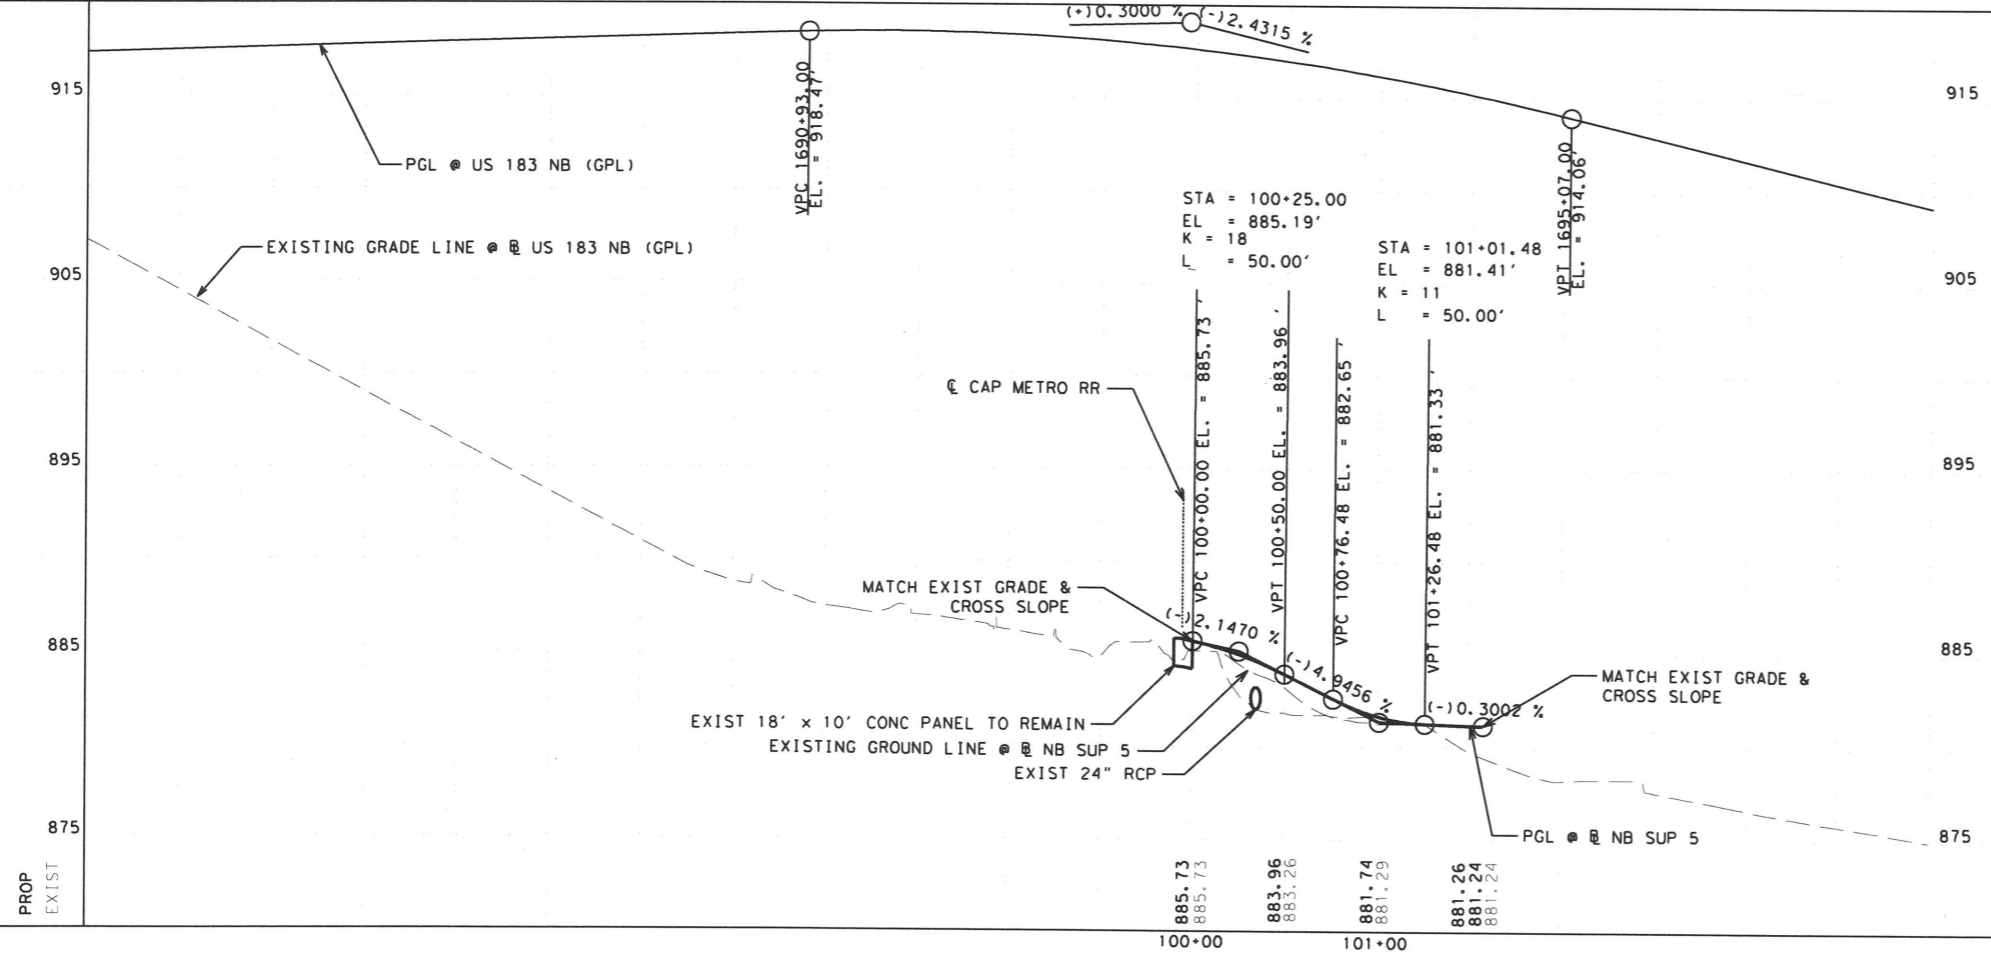 (+)0.3000 %
(-)2.4315 %
915
915
VPC 1690+93.00
EL. = 918.47'
PGL @ US 183 NB (GPL)
VPT 1695+07.00
EL. = 914.06'
STA = 100+25.00
EL = 885.19'
K = 18
L = 50.00'
EXISTING GRADE LINE @ ℄ US 183 NB (GPL)
STA = 101+01.48
EL = 881.41'
K = 11
L = 50.00'
905
905
VPC 100+00.00 EL. = 885.73 '
VPT 100+50.00 EL. = 883.96 '
VPC 100+76.48 EL. = 882.65 '
VPT 101+26.48 EL. = 881.33 '
℄ CAP METRO RR
895
895
MATCH EXIST GRADE &
CROSS SLOPE
(-)2.1470 %
885
885
(-)4.9456 %
MATCH EXIST GRADE &
CROSS SLOPE
(-)0.3002 %
EXIST 18' x 10' CONC PANEL TO REMAIN
EXISTING GROUND LINE @ ℄ NB SUP 5
EXIST 24" RCP
875
875
PGL @ ℄ NB SUP 5
PROP
EXIST
885.73
885.73
883.96
883.26
881.74
881.29
881.26
881.24
881.24
100+00
101+00